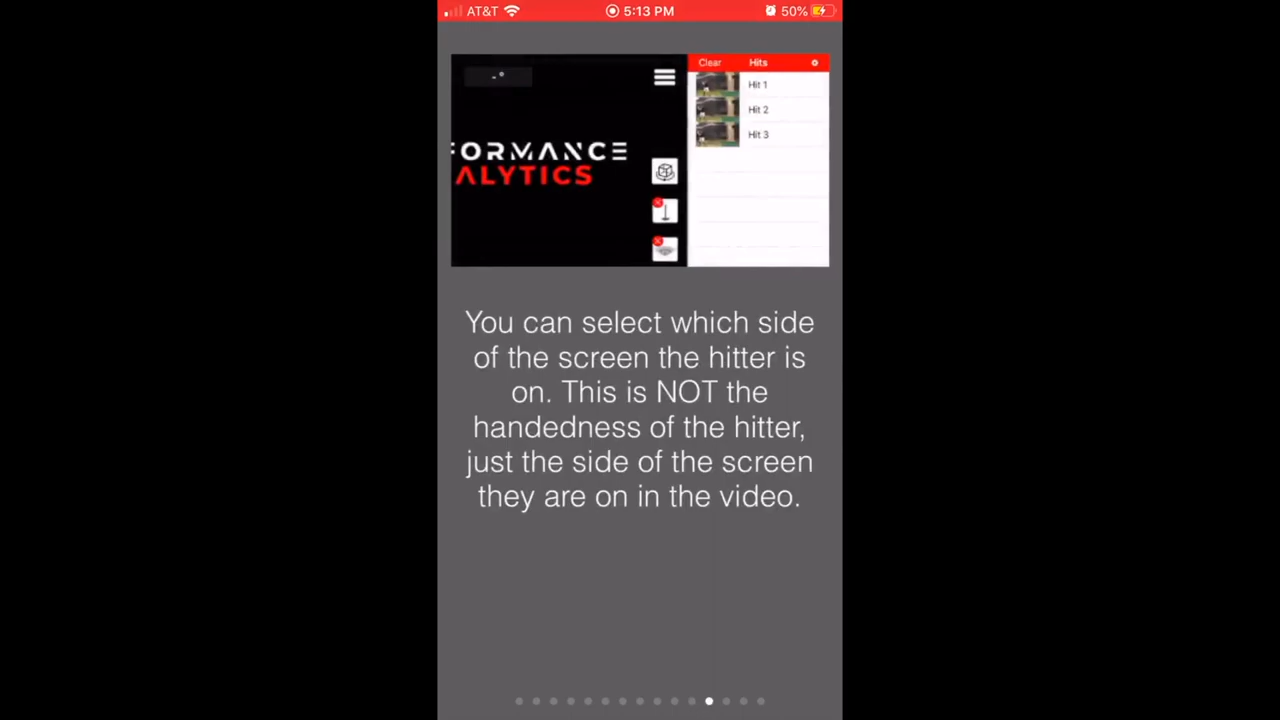 AT&T 5:13 PM 50%
Clear Hits
-°
Hit 1
Hit 2
Hit 3
FORMANCE
ALYTICS
You can select which side
of the screen the hitter is
on. This is NOT the
handedness of the hitter,
just the side of the screen
they are on in the video.